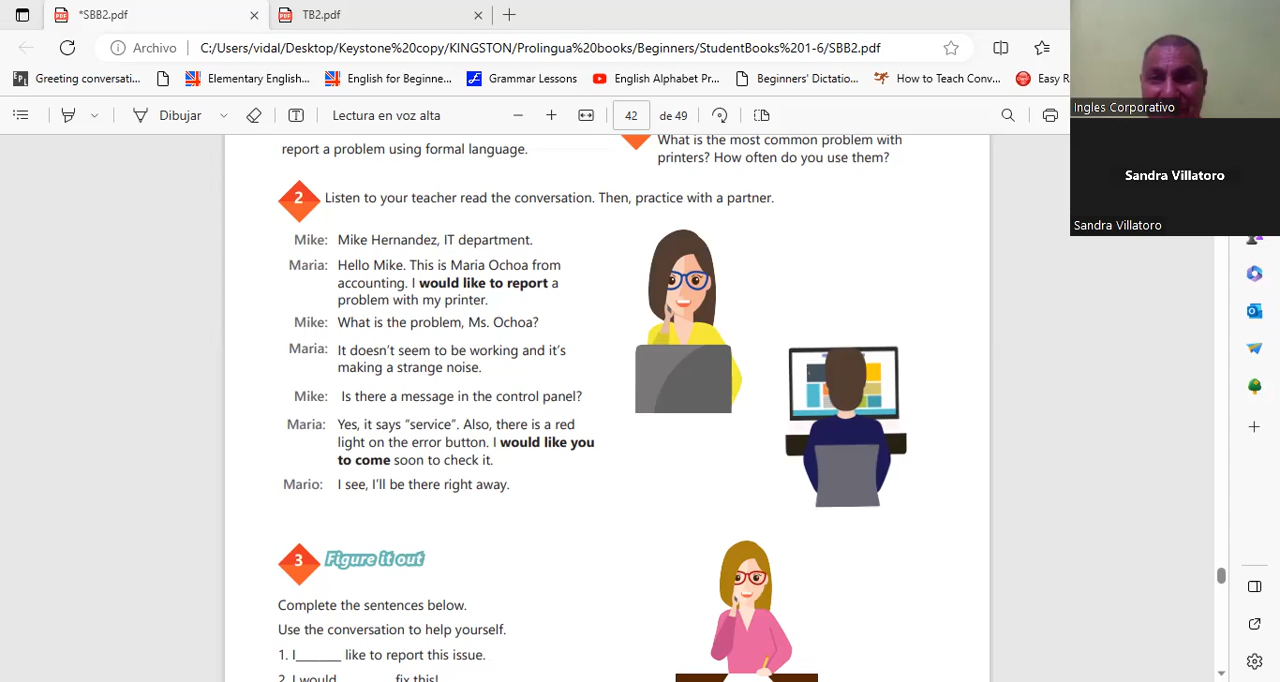 *SBB2.pdf
TB2.pdf
Archivo
C:/Users/vidal/Desktop/Keystone%20copy/KINGSTON/Prolingua%20books/Beginners/StudentBooks%201-6/SBB2.pdf
Greeting conversati...
Elementary English...
English for Beginne...
Grammar Lessons
English Alphabet Pr...
Beginners' Dictatio...
How to Teach Conv...
Easy R
Dibujar
Lectura en voz alta
42
de 49
Ingles Corporativo
Sandra Villatoro
Sandra Villatoro
report a problem using formal language.
What is the most common problem with
printers? How often do you use them?
2 Listen to your teacher read the conversation. Then, practice with a partner.
Mike: Mike Hernandez, IT department.
Maria: Hello Mike. This is Maria Ochoa from
accounting. I would like to report a
problem with my printer.
Mike: What is the problem, Ms. Ochoa?
Maria: It doesn't seem to be working and it's
making a strange noise.
Mike: Is there a message in the control panel?
Maria: Yes, it says "service". Also, there is a red
light on the error button. I would like you
to come soon to check it.
Mario: I see, I'll be there right away.
3 Figure it out
Complete the sentences below.
Use the conversation to help yourself.
1. I_______ like to report this issue.
2. I would ________ fix this!